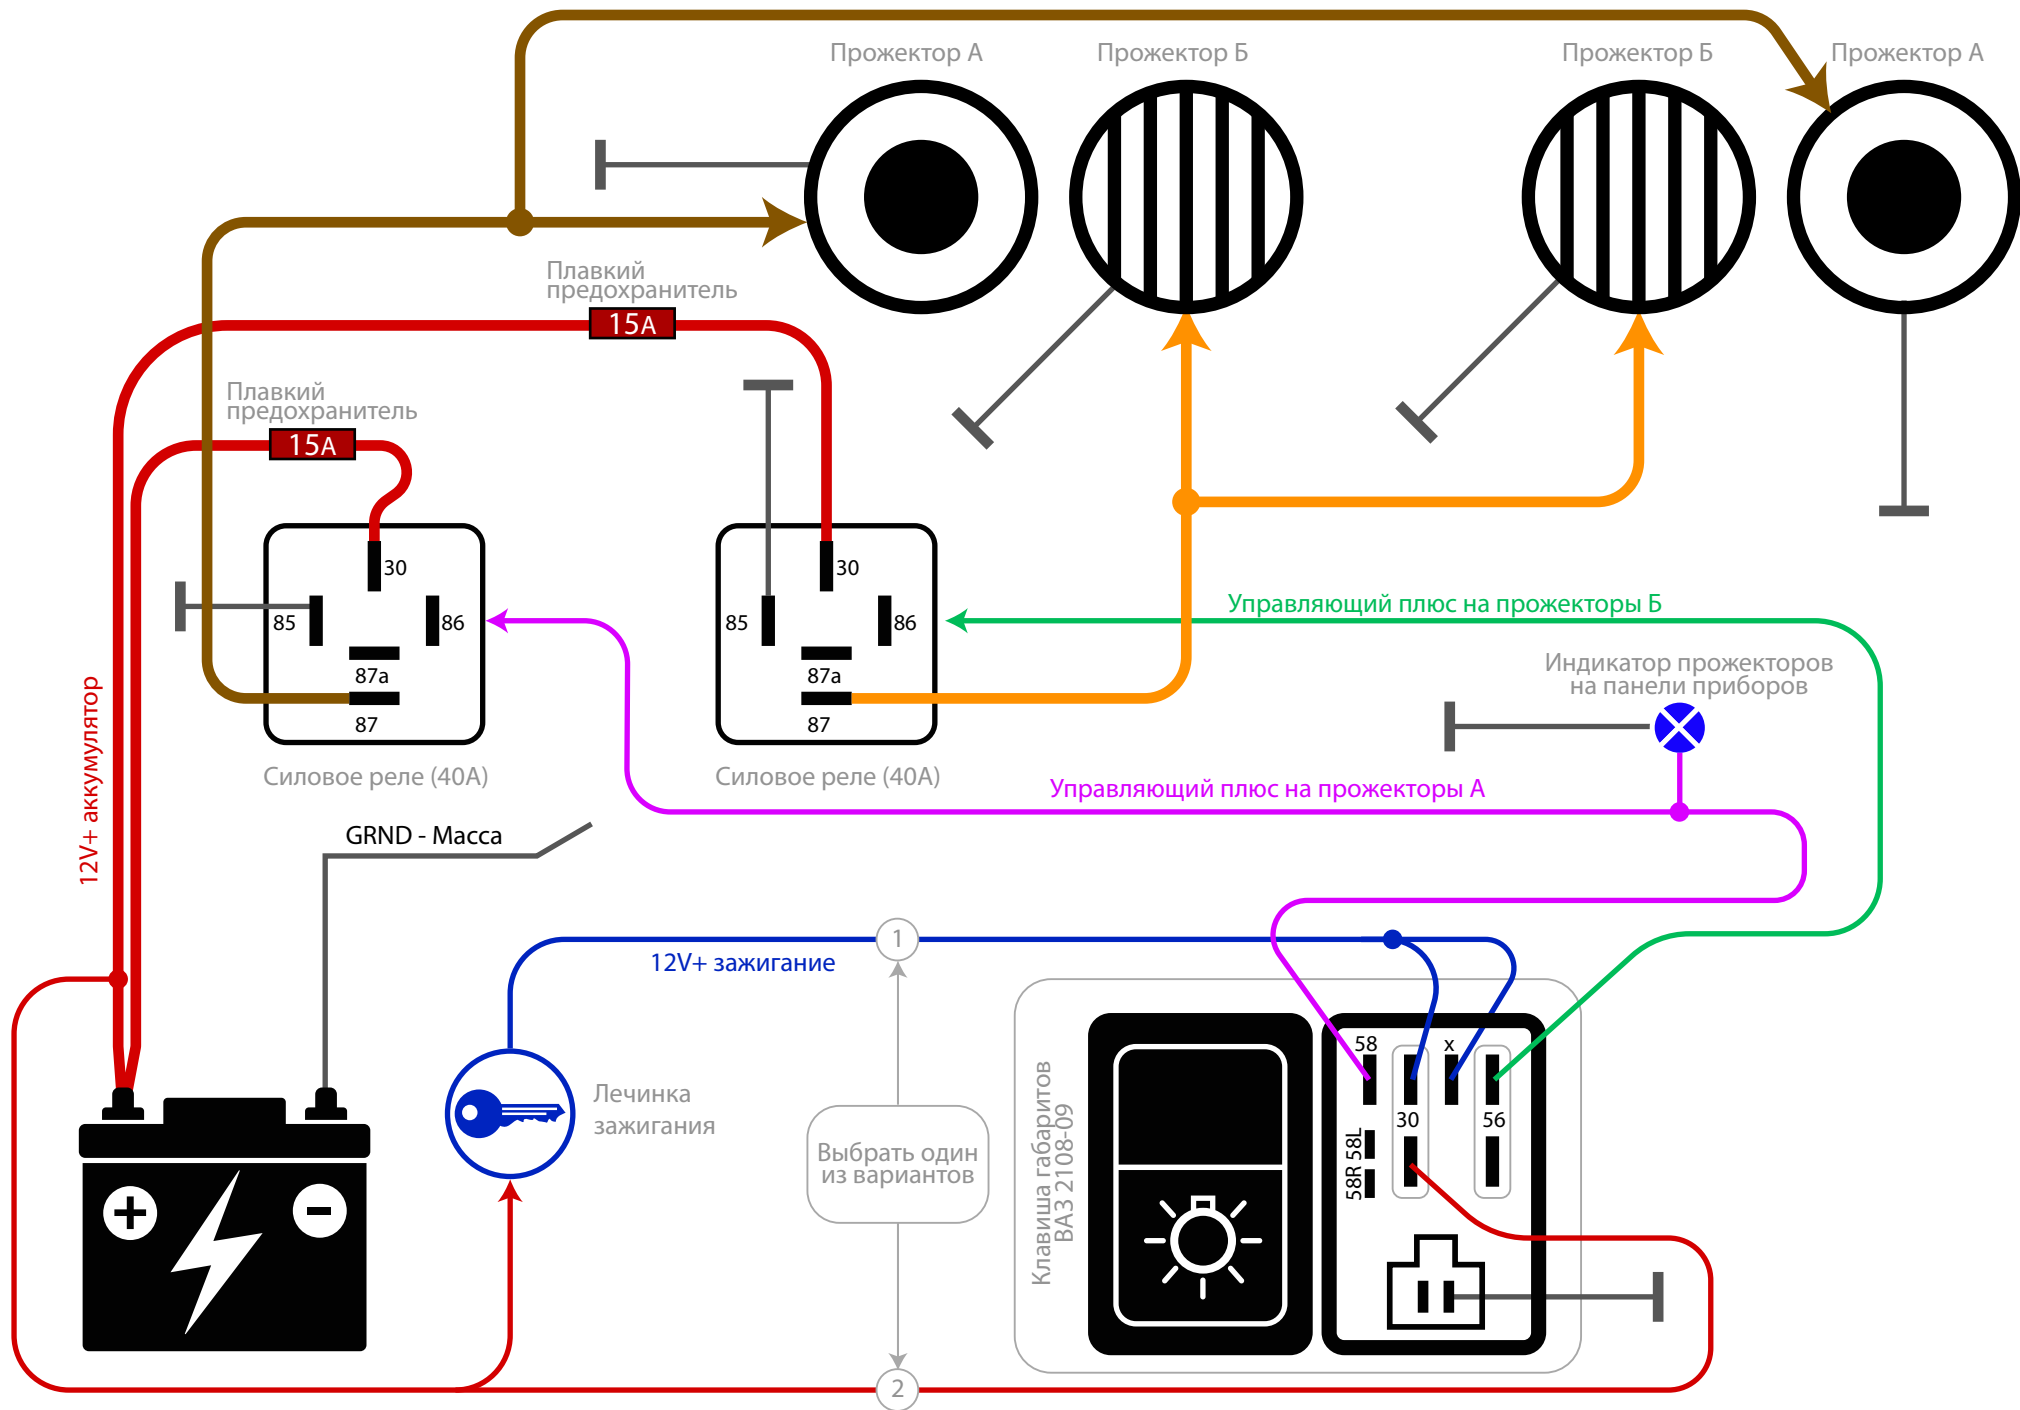 Прожектор А
Прожектор Б
Прожектор Б
Прожектор А
Плавкий
предохранитель
15А
Плавкий
предохранитель
15А
30
85
86
87а
87
Силовое реле (40А)
30
85
86
87а
87
Силовое реле (40А)
Управляющий плюс на прожекторы Б
Индикатор прожекторов
на панели приборов
Управляющий плюс на прожекторы А
12V+ аккумулятор
GRND - Масса
1
12V+ зажигание
Лечинка
зажигания
Выбрать один
из вариантов
2
Клавиша габаритов
ВАЗ 2108-09
58
x
30
56
58L
58R